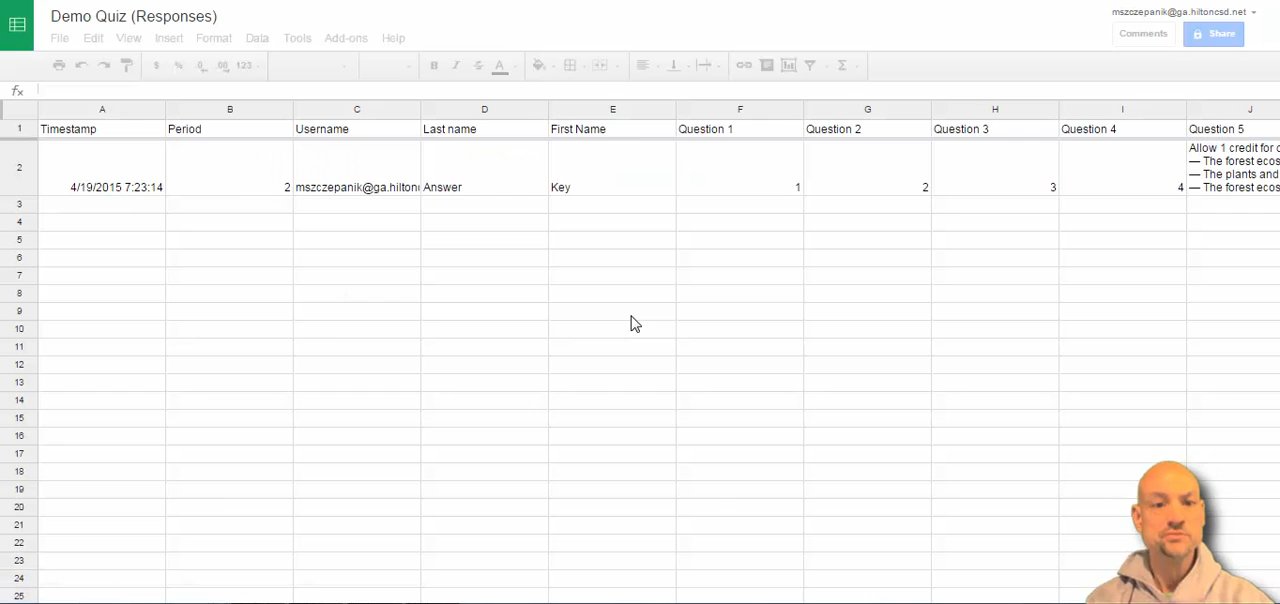 Demo Quiz (Responses)
mszczepanik@ga.hiltoncsd.net
File Edit View Insert Format Data Tools Add-ons Help
Comments
Share
$ % .0 .00 123
B I S A Σ
fx
A B C D E F G H I J
1 Timestamp Period Username Last name First Name Question 1 Question 2 Question 3 Question 4 Question 5
Allow 1 credit for
— The forest ecos
— The plants and
2 4/19/2015 7:23:14 2 mszczepanik@ga.hilton Answer Key 1 2 3 4 — The forest ecos
3
4
5
6
7
8
9
10
11
12
13
14
15
16
17
18
19
20
21
22
23
24
25